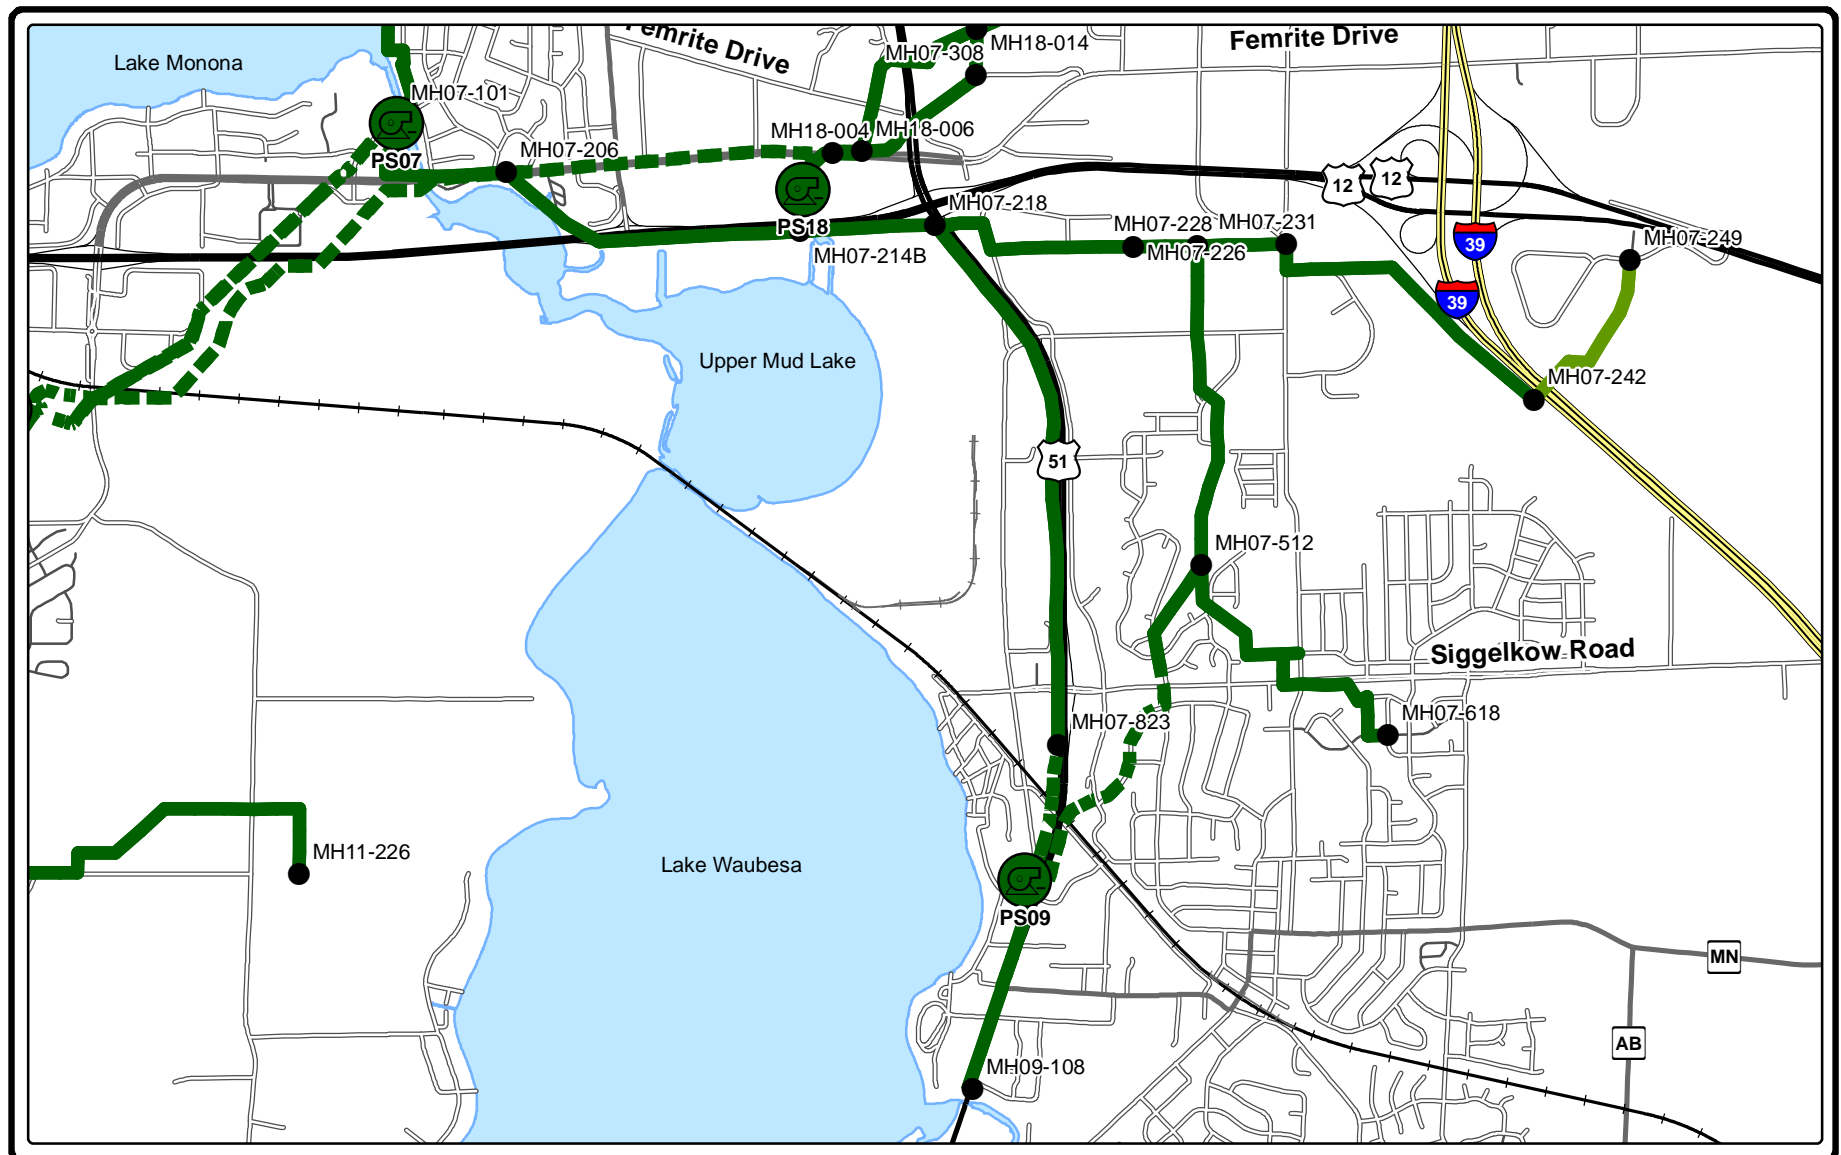 Femrite Drive
Femrite Drive
MH18-014
MH07-308
Lake Monona
MH07-101
MH18-004
MH18-006
PS07
MH07-206
12
12
MH07-218
PS18
MH07-228
MH07-231
MH07-226
39
MH07-249
MH07-214B
39
Upper Mud Lake
MH07-242
51
MH07-512
Siggelkow Road
MH07-618
MH07-823
MH11-226
Lake Waubesa
PS09
MN
AB
MH09-108